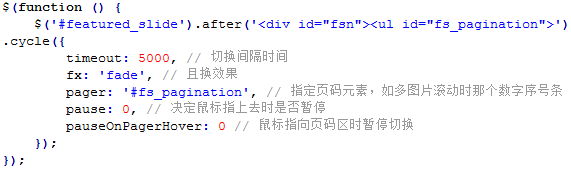 $(function () {
$('#featured_slide').after('<div id="fsn"><ul id="fs_pagination">')
.cycle({
timeout: 5000, // 切换间隔时间
fx: 'fade', // 且换效果
pager: '#fs_pagination', // 指定页码元素，如多图片滚动时那个数字序号条
pause: 0, // 决定鼠标指上去时是否暂停
pauseOnPagerHover: 0 // 鼠标指向页码区时暂停切换
});
});